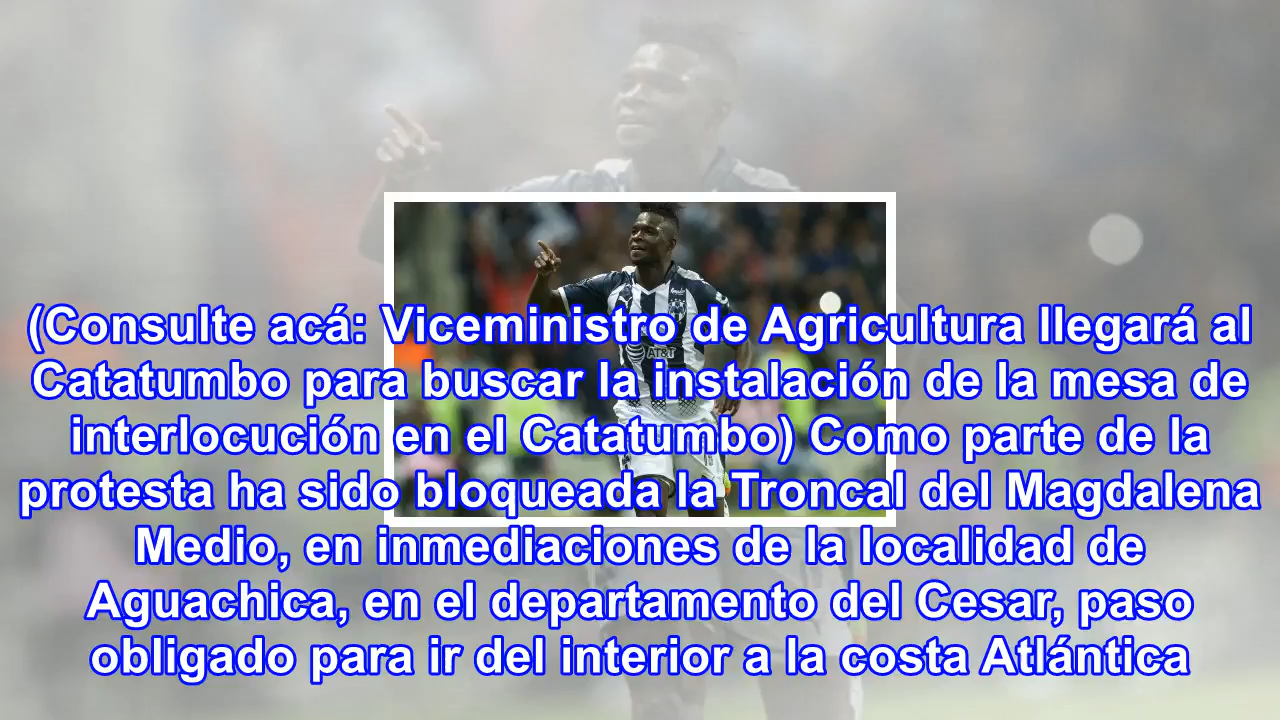 (Consulte acá: Viceministro de Agricultura llegará al
Catatumbo para buscar la instalación de la mesa de
interlocución en el Catatumbo) Como parte de la
protesta ha sido bloqueada la Troncal del Magdalena
Medio, en inmediaciones de la localidad de
Aguachica, en el departamento del Cesar, paso
obligado para ir del interior a la costa Atlántica
AT&T